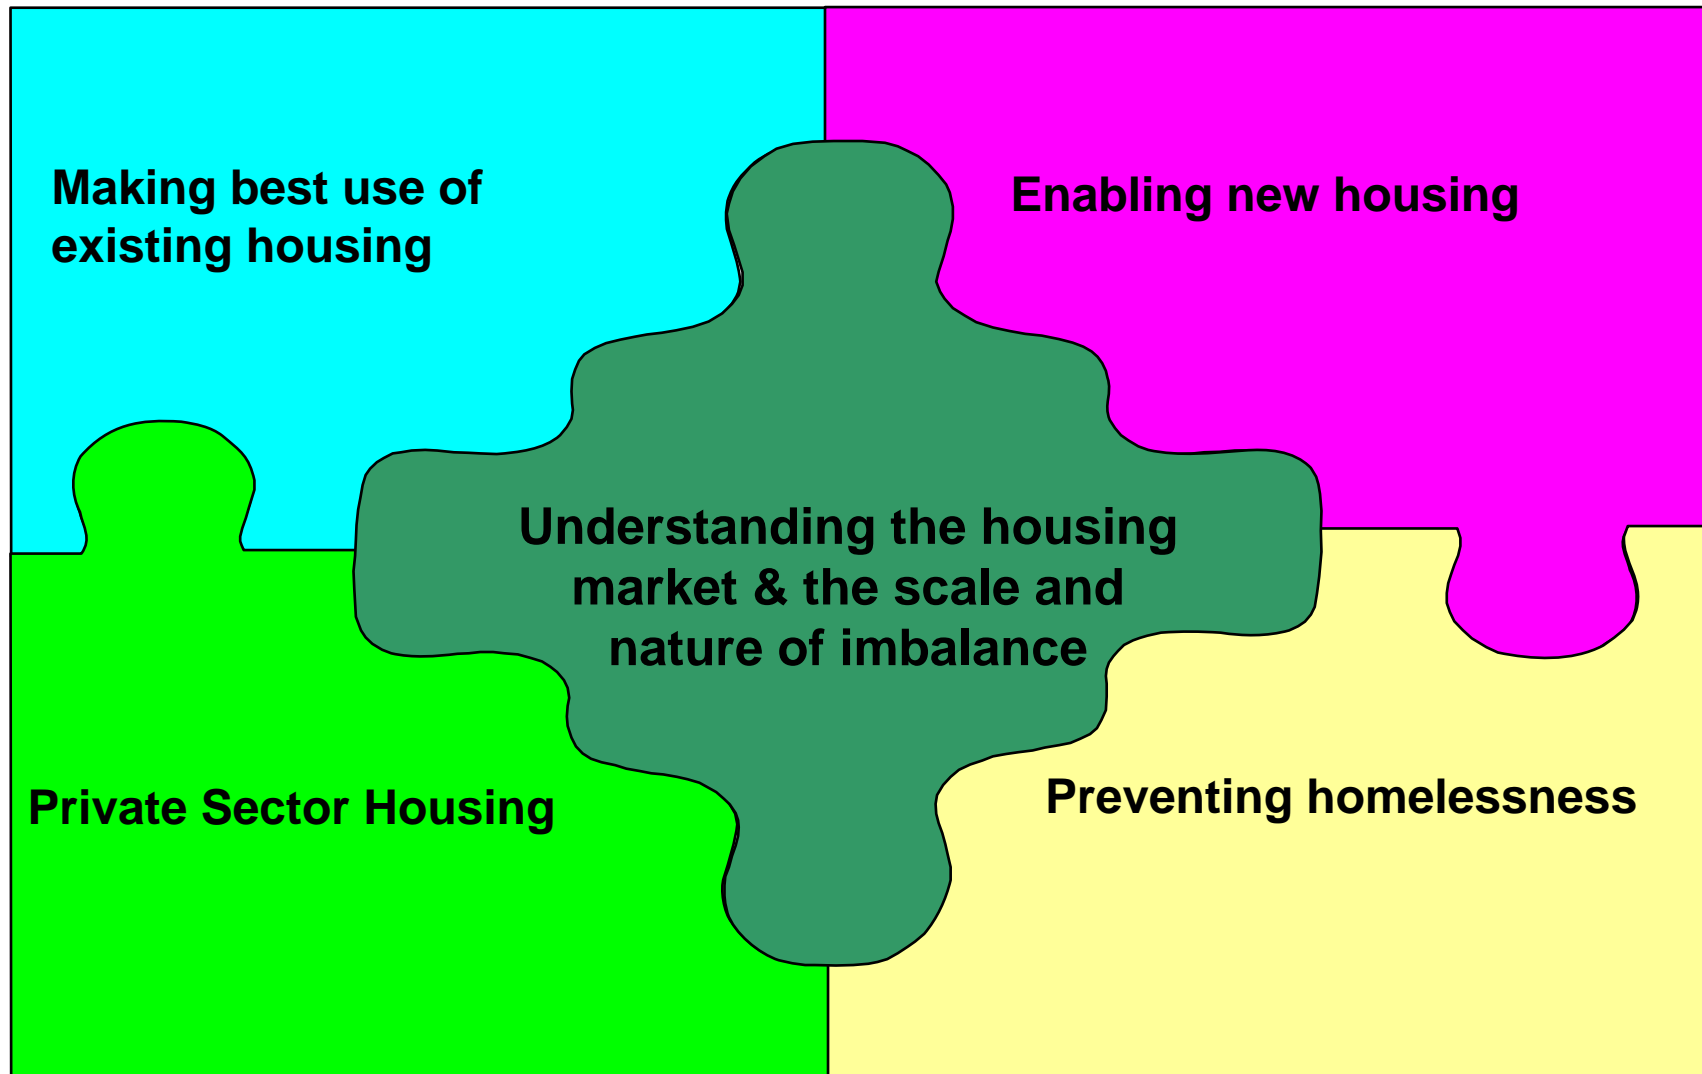 Making best use of
existing housing
Enabling new housing
Understanding the housing
market & the scale and
nature of imbalance
Private Sector Housing
Preventing homelessness